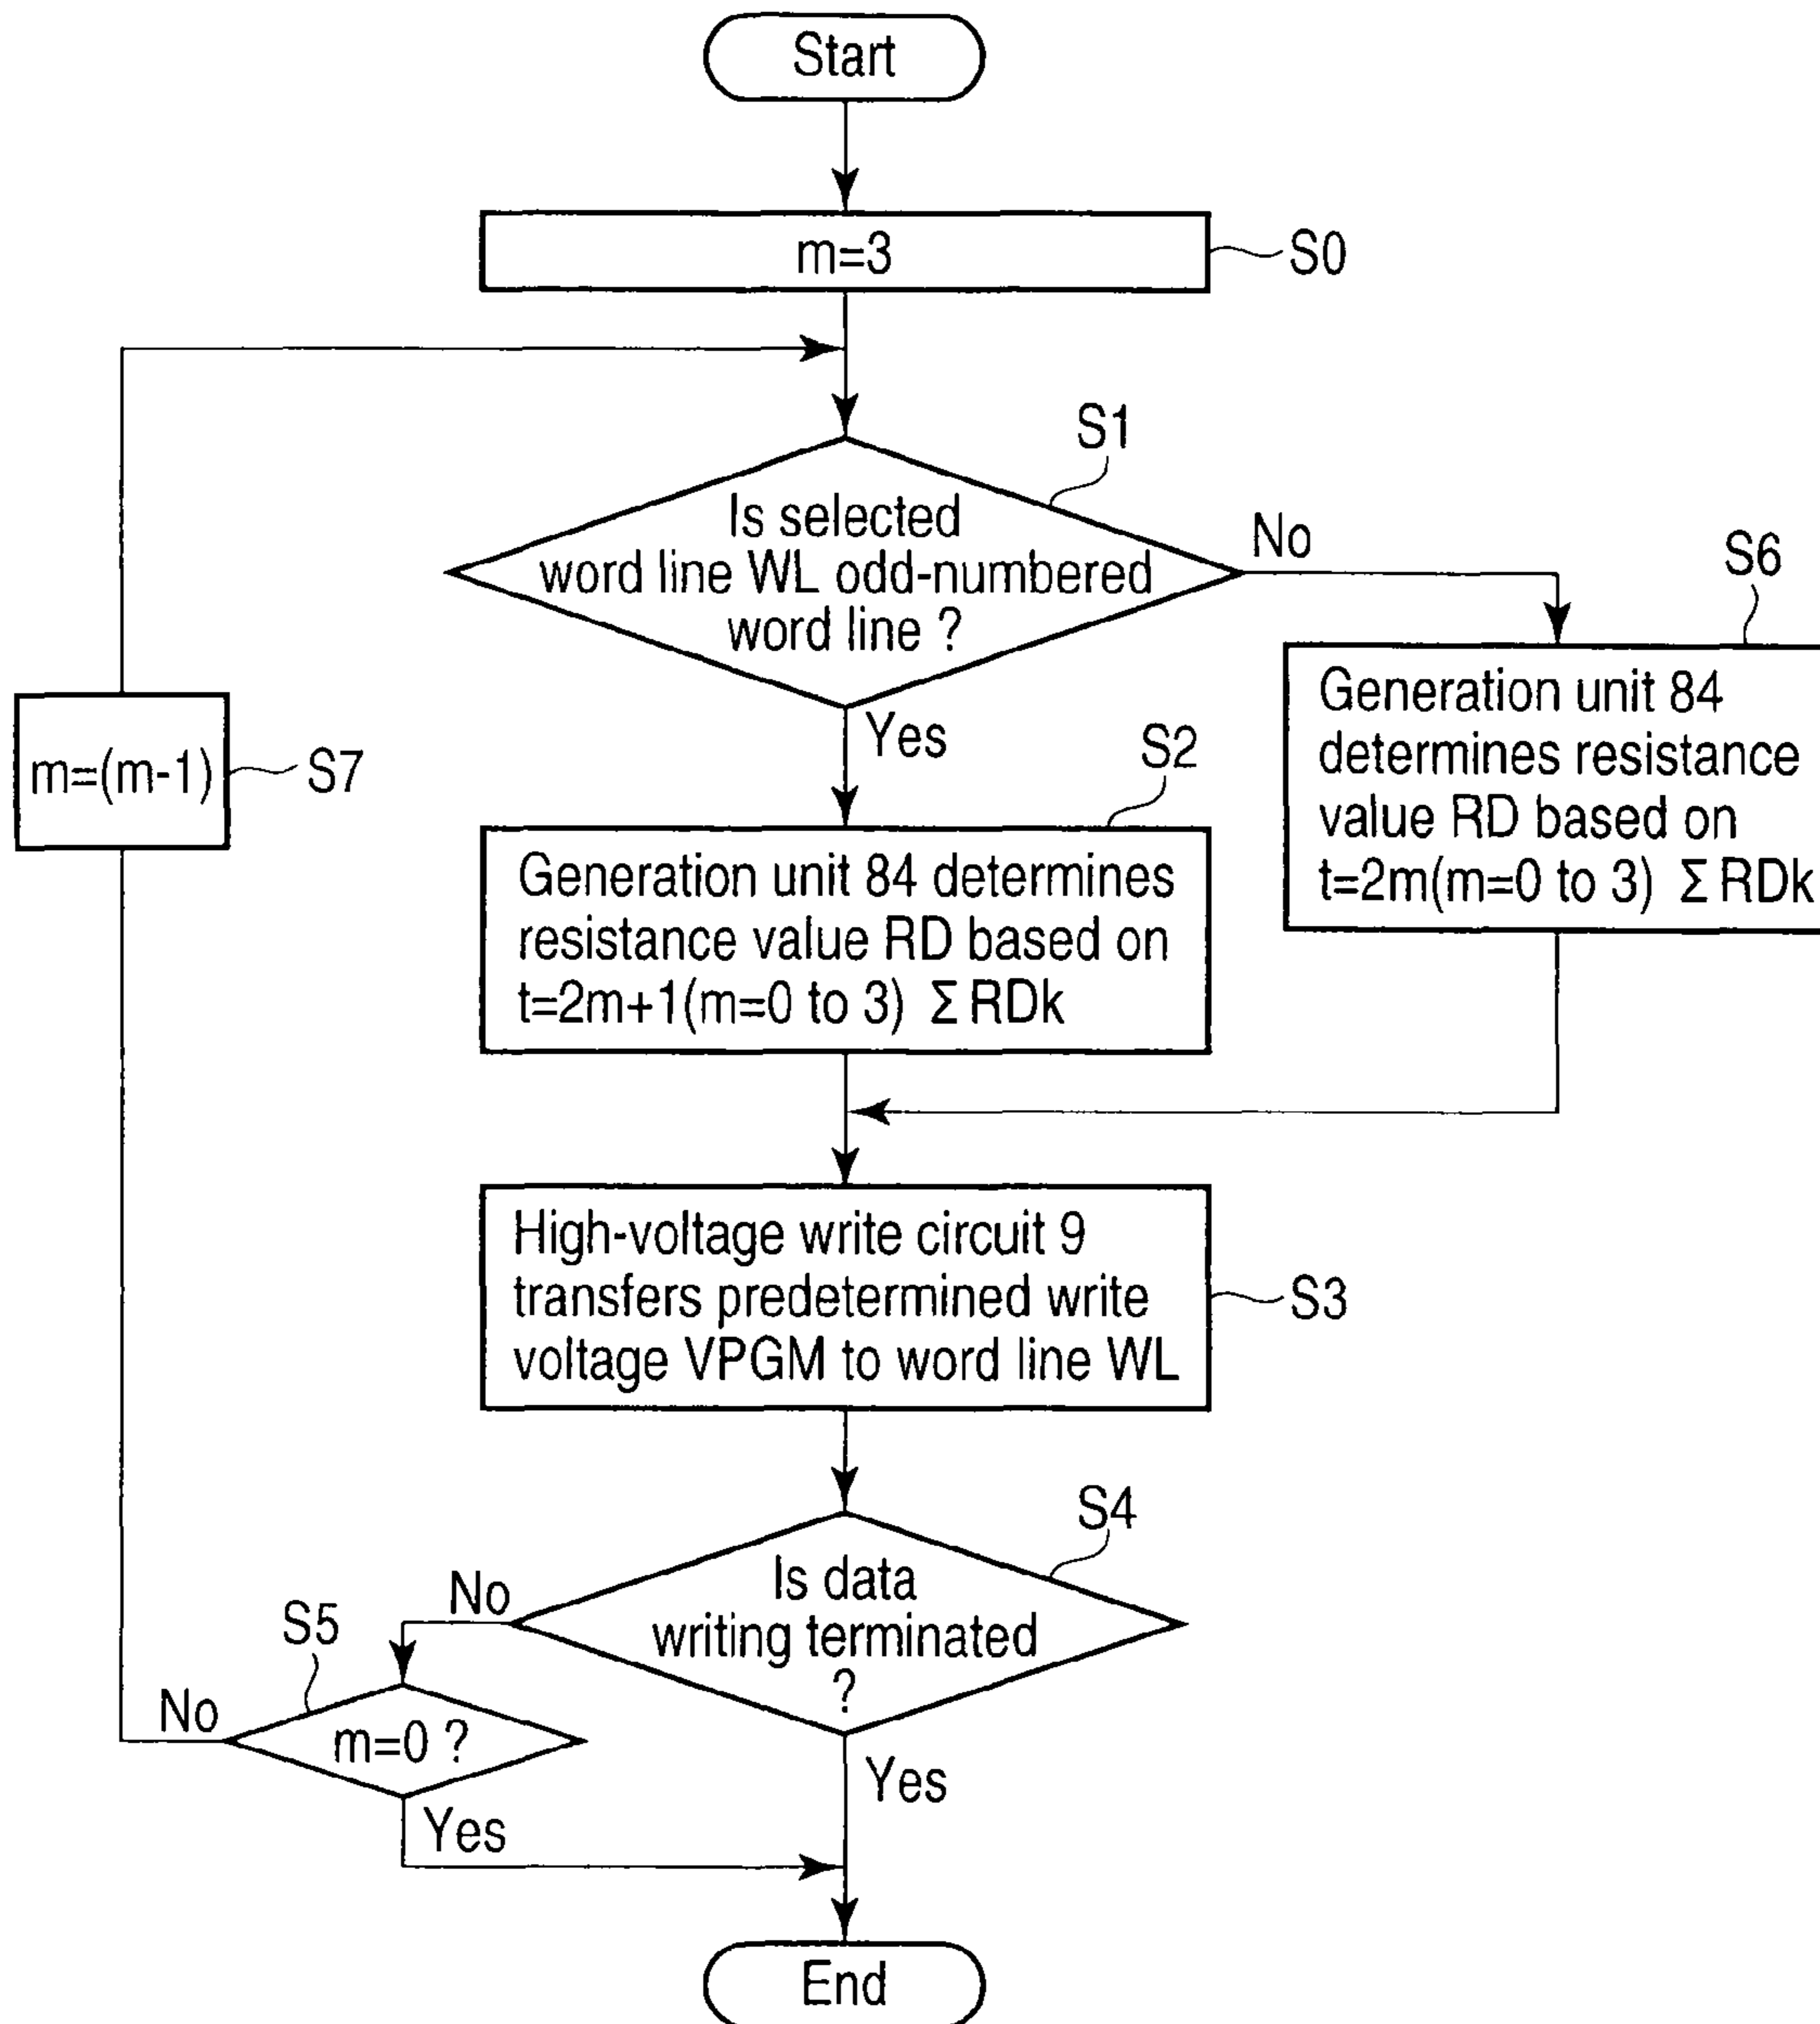 Start
m=3
S0
S1
Is selected
word line WL odd-numbered
word line ?
No
S6
Generation unit 84
determines resistance
value RD based on
t=2m(m=0 to 3) Σ RDk
Yes
S2
Generation unit 84 determines
resistance value RD based on
t=2m+1(m=0 to 3) Σ RDk
m=(m-1)
S7
High-voltage write circuit 9
transfers predetermined write
voltage VPGM to word line WL
S3
S4
Is data
writing terminated
?
No
S5
m=0 ?
No
Yes
Yes
End